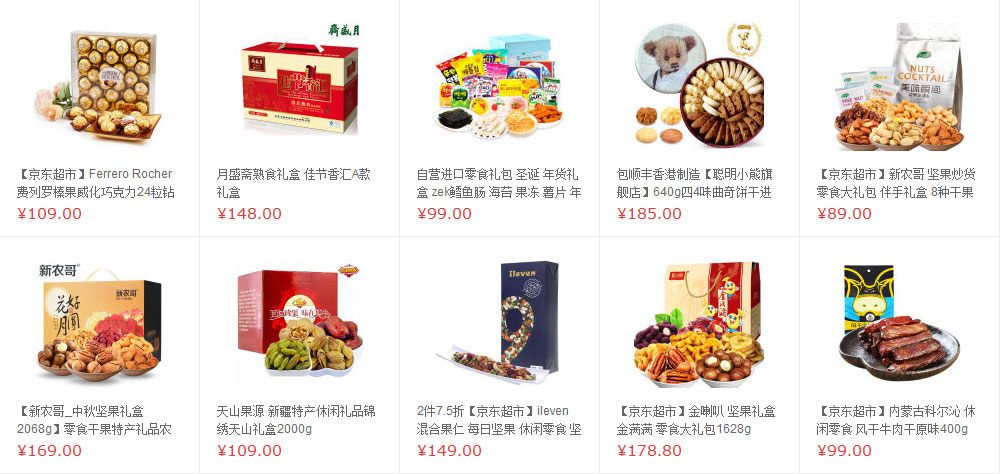 斋盛月
佳节香汇
NUTS
COCKTAIL
美味瞬间
【京东超市】Ferrero Rocher
费列罗榛果威化巧克力24粒钻
¥109.00
月盛斋熟食礼盒 佳节香汇A款
礼盒
¥148.00
自营进口零食礼包 圣诞 年货礼
盒 zek鳕鱼肠 海苔 果冻 薯片 年
¥99.00
包顺丰香港制造【聪明小熊旗
舰店】640g四4味曲奇饼干进
¥185.00
【京东超市】新农哥 坚果炒货
零食大礼包 伴手礼盒 8种干果
¥89.00
新农哥
新农哥
花好
月圆
ileven
9
【新农哥_中秋坚果礼盒
2068g】零食干果特产礼品农
¥169.00
天山果源 新疆特产休闲礼品锦
绣天山礼盒2000g
¥109.00
2件7.5折【京东超市】ileven
混合果仁 每日坚果 休闲零食 坚
¥149.00
【京东超市】金喇叭 坚果礼盒
金满满 零食大礼包1628g
¥178.80
【京东超市】内蒙古科尔沁 休
闲零食 风干牛肉干原味400g
¥99.00